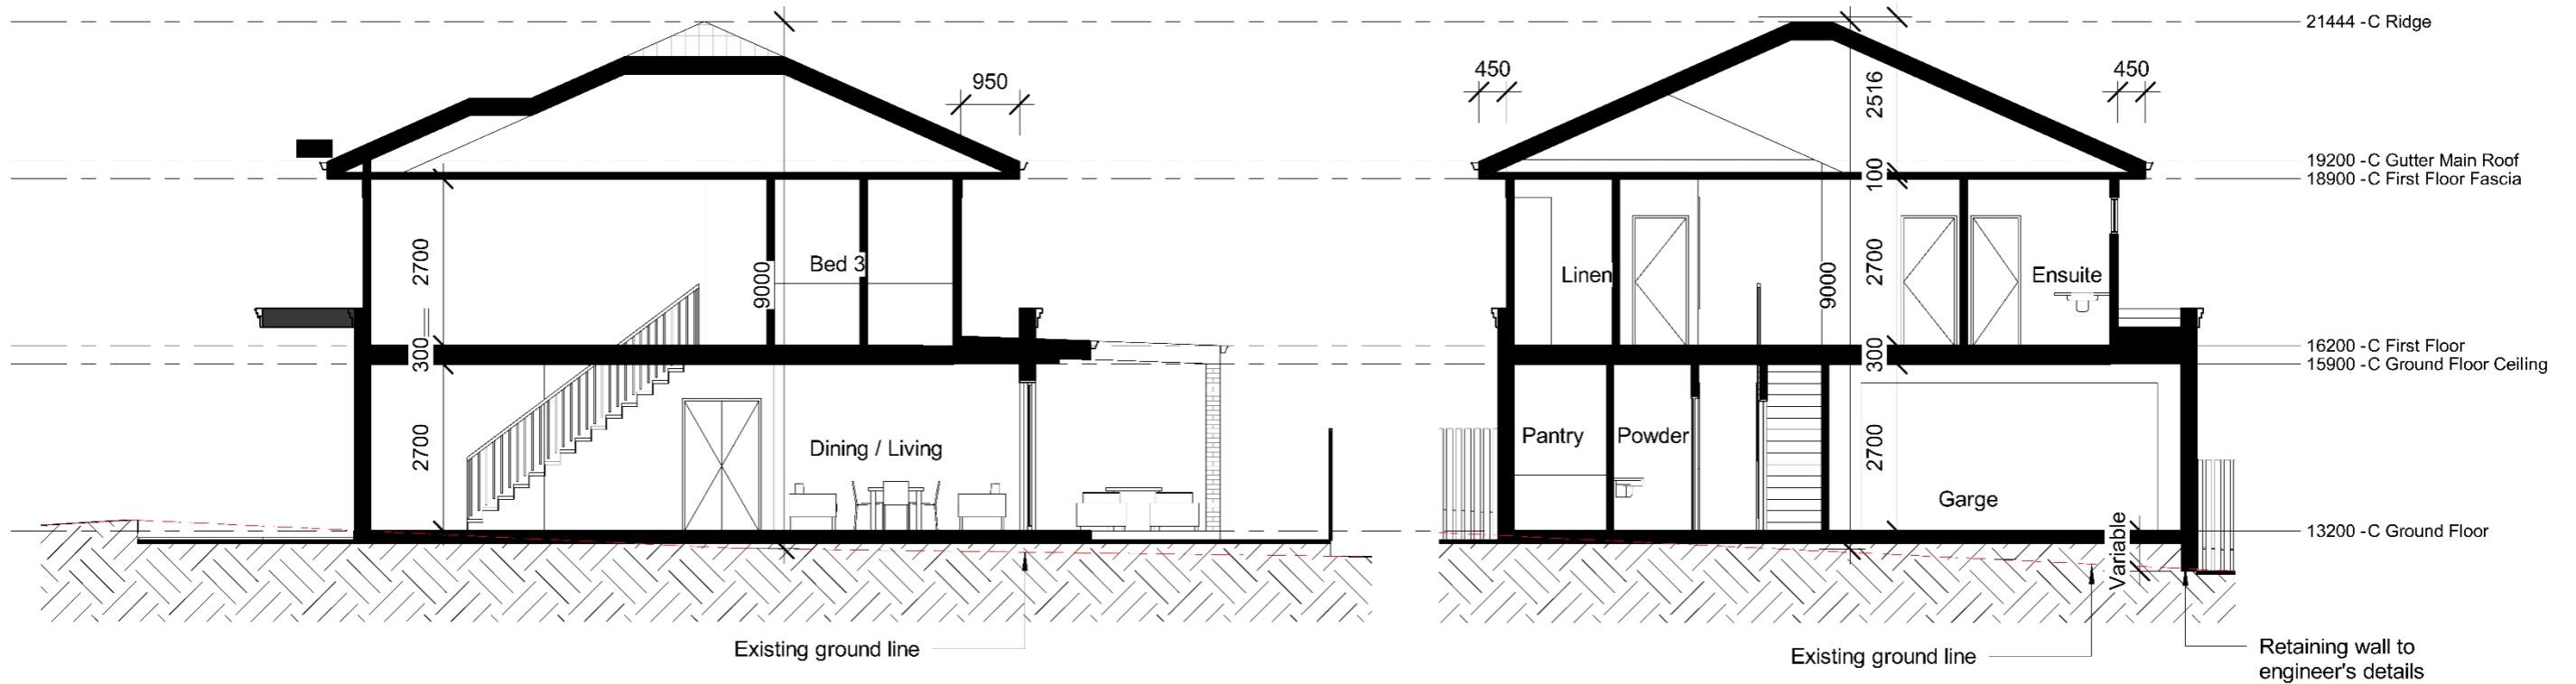 21444 -C Ridge
950
450
2516
450
19200 -C Gutter Main Roof
100
18900 -C First Floor Fascia
2700
9000
Bed 3
Linen
9000
2700
Ensuite
300
300
16200 -C First Floor
15900 -C Ground Floor Ceiling
2700
Dining / Living
Pantry
Powder
2700
Garge
13200 -C Ground Floor
Variable
Existing ground line
Existing ground line
Retaining wall to
engineer's details